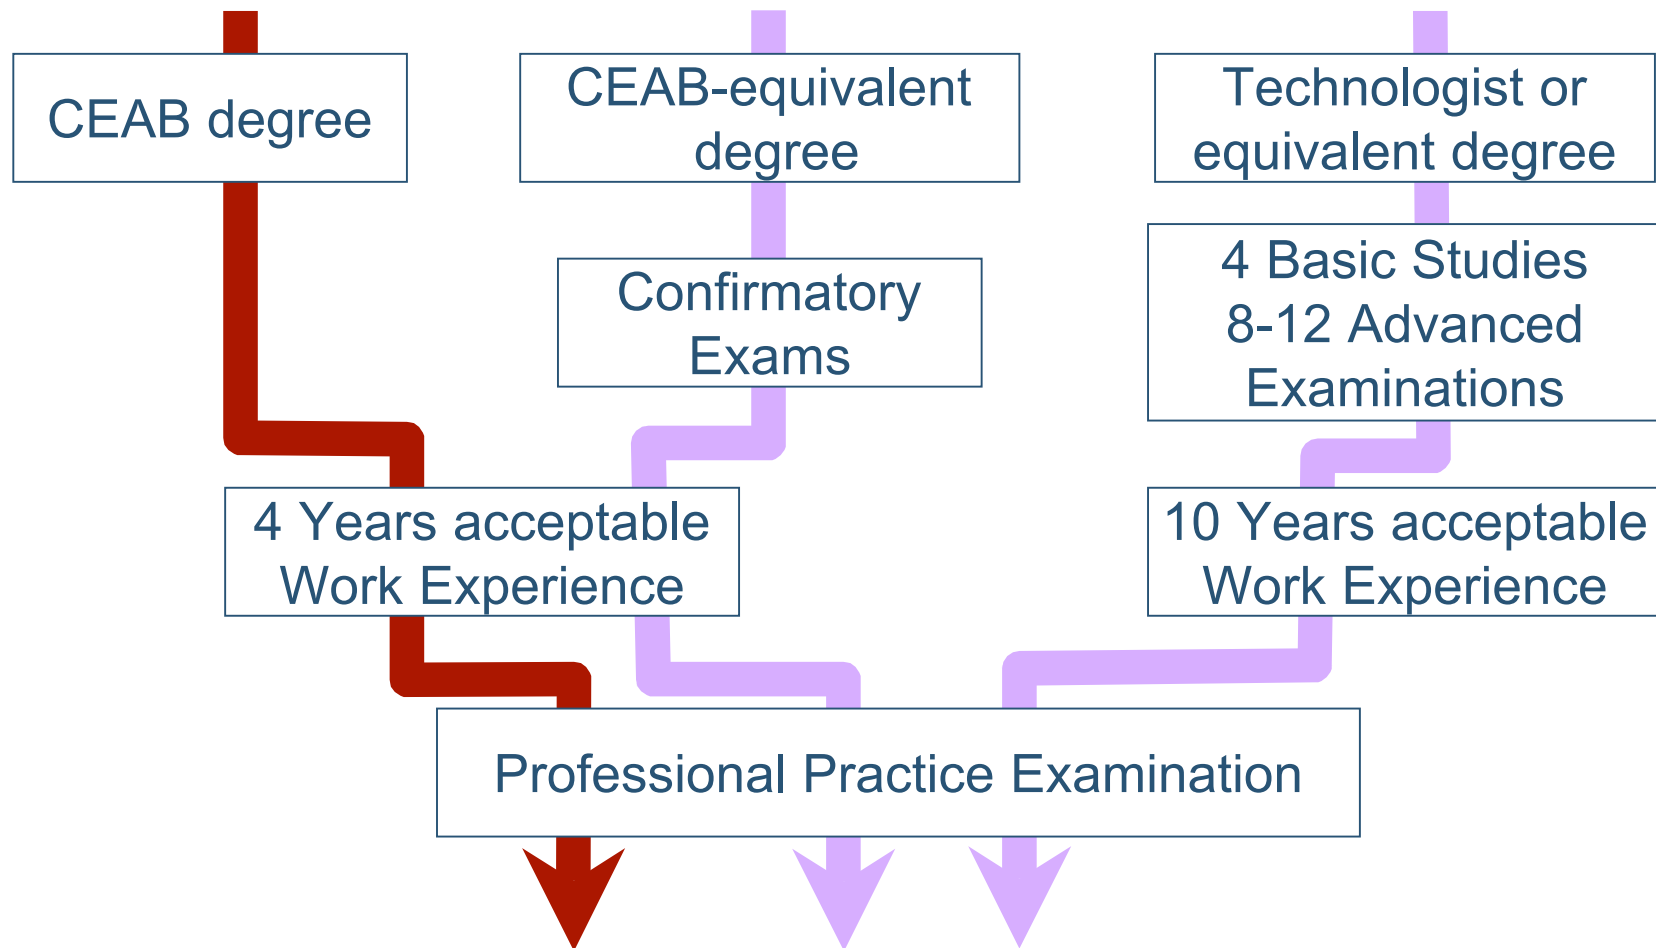 CEAB degree
CEAB-equivalent
degree
Technologist or
equivalent degree
Confirmatory
Exams
4 Basic Studies
8-12 Advanced
Examinations
4 Years acceptable
Work Experience
10 Years acceptable
Work Experience
Professional Practice Examination